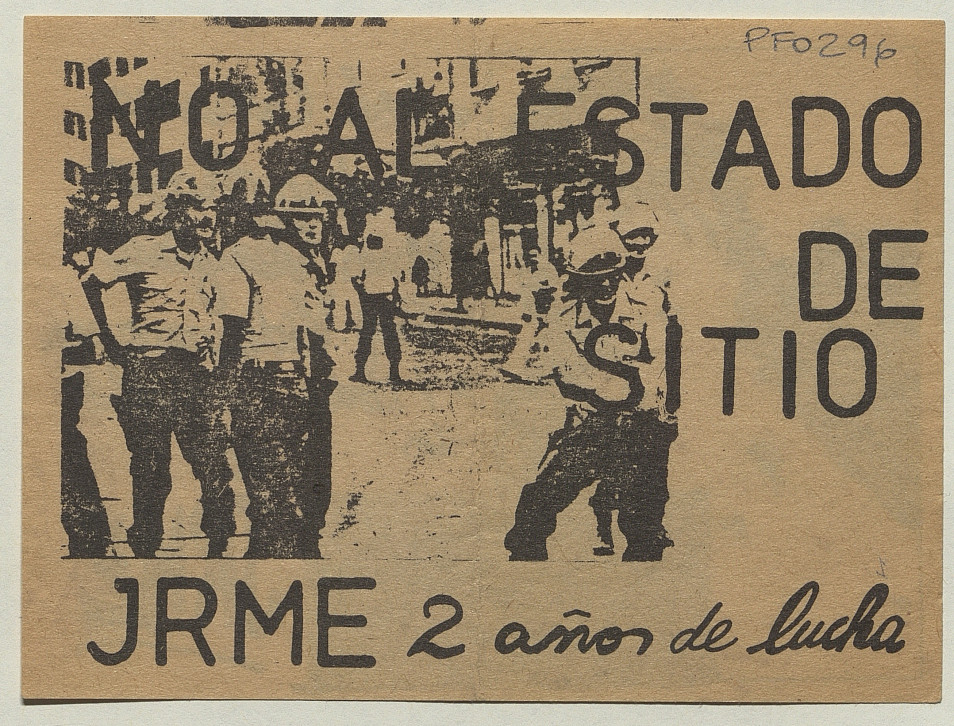 PF0296
NO AL ESTADO
DE
SITIO
JRME 2 años de lucha